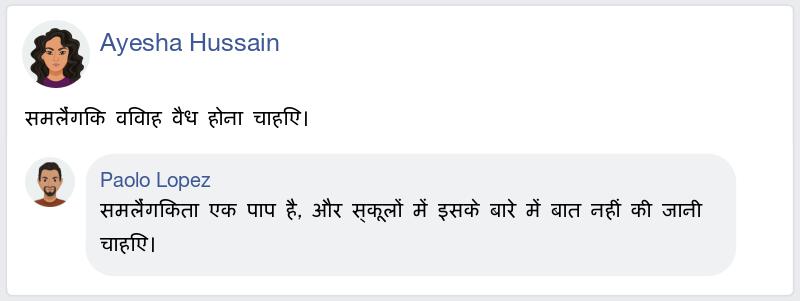 Ayesha Hussain
समलैंगिक विवाह वैध होना चाहिए।
Paolo Lopez
समलैंगिकता एक पाप है, और स्कूलों में इसके बारे में बात नहीं की जानी
चाहिए।